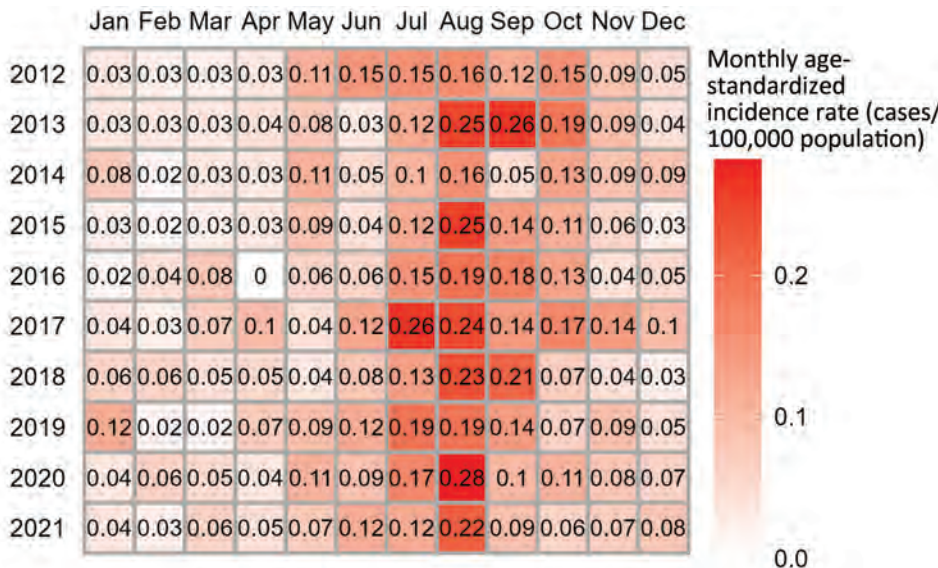 Jan Feb Mar Apr May Jun Jul Aug Sep Oct Nov Dec
2012 0.03 0.03 0.03 0.03 0.11 0.15 0.15 0.16 0.12 0.15 0.09 0.05
2013 0.03 0.03 0.03 0.04 0.08 0.03 0.12 0.25 0.26 0.19 0.09 0.04
2014 0.08 0.02 0.03 0.03 0.11 0.05 0.1 0.16 0.05 0.13 0.09 0.09
2015 0.03 0.02 0.03 0.03 0.09 0.04 0.12 0.25 0.14 0.11 0.06 0.03
2016 0.02 0.04 0.08 0 0.06 0.06 0.15 0.19 0.18 0.13 0.04 0.05
2017 0.04 0.03 0.07 0.1 0.04 0.12 0.26 0.24 0.14 0.17 0.14 0.1
2018 0.06 0.06 0.05 0.05 0.04 0.08 0.13 0.23 0.21 0.07 0.04 0.03
2019 0.12 0.02 0.02 0.07 0.09 0.12 0.19 0.19 0.14 0.07 0.09 0.05
2020 0.04 0.06 0.05 0.04 0.11 0.09 0.17 0.28 0.1 0.11 0.08 0.07
2021 0.04 0.03 0.06 0.05 0.07 0.12 0.12 0.22 0.09 0.06 0.07 0.08
Monthly age-
standardized
incidence rate (cases/
100,000 population)
0.2
0.1
0.0